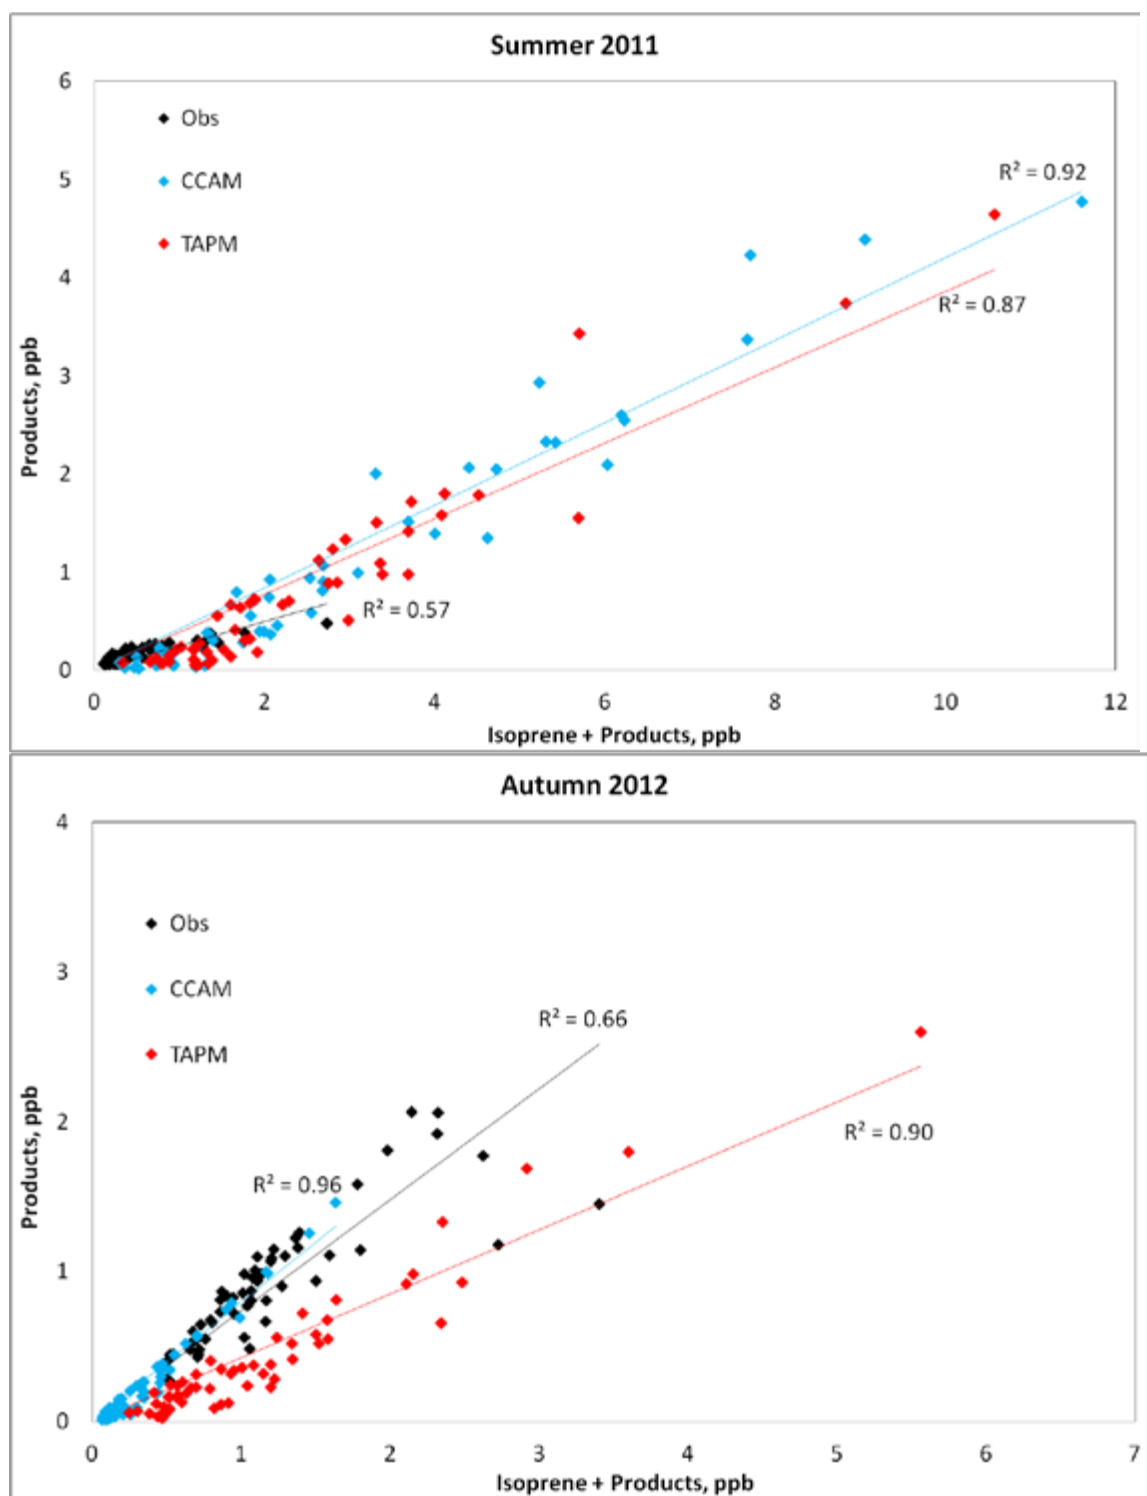 Summer 2011
6
Obs
5
R² = 0.92
CCAM
TAPM
4
R² = 0.87
3
Products, ppb
2
1
R² = 0.57
0
0 2 4 6 8 10 12
Isoprene + Products, ppb
Autumn 2012
4
Obs
3
CCAM
R² = 0.66
TAPM
2
R² = 0.90
Products, ppb
R² = 0.96
1
0
0 1 2 3 4 5 6 7
Isoprene + Products, ppb